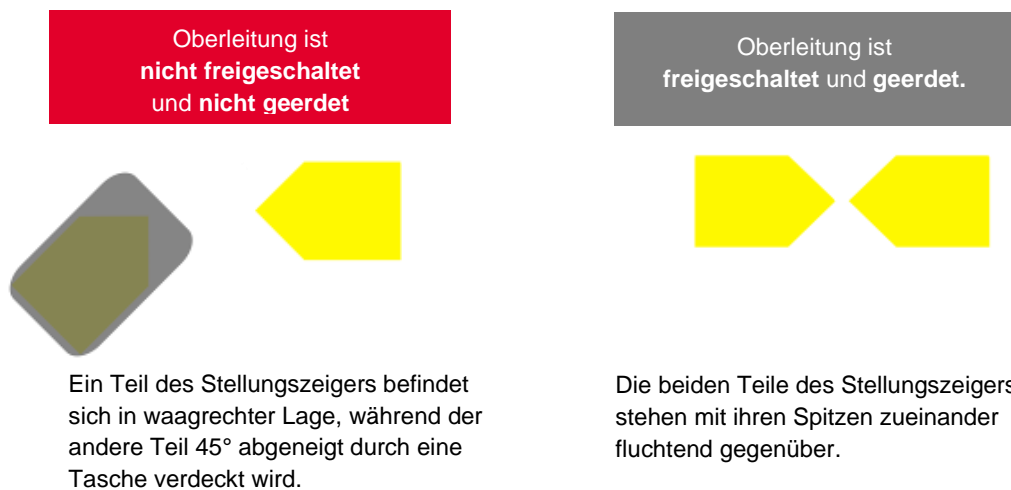 Oberleitung ist
nicht freigeschaltet
und nicht geerdet
Oberleitung ist
freigeschaltet und geerdet.
Ein Teil des Stellungszeigers befindet
sich in waagrechter Lage, während der
andere Teil 45° abgeneigt durch eine
Tasche verdeckt wird.
Die beiden Teile des Stellungszeigers
stehen mit ihren Spitzen zueinander
fluchtend gegenüber.